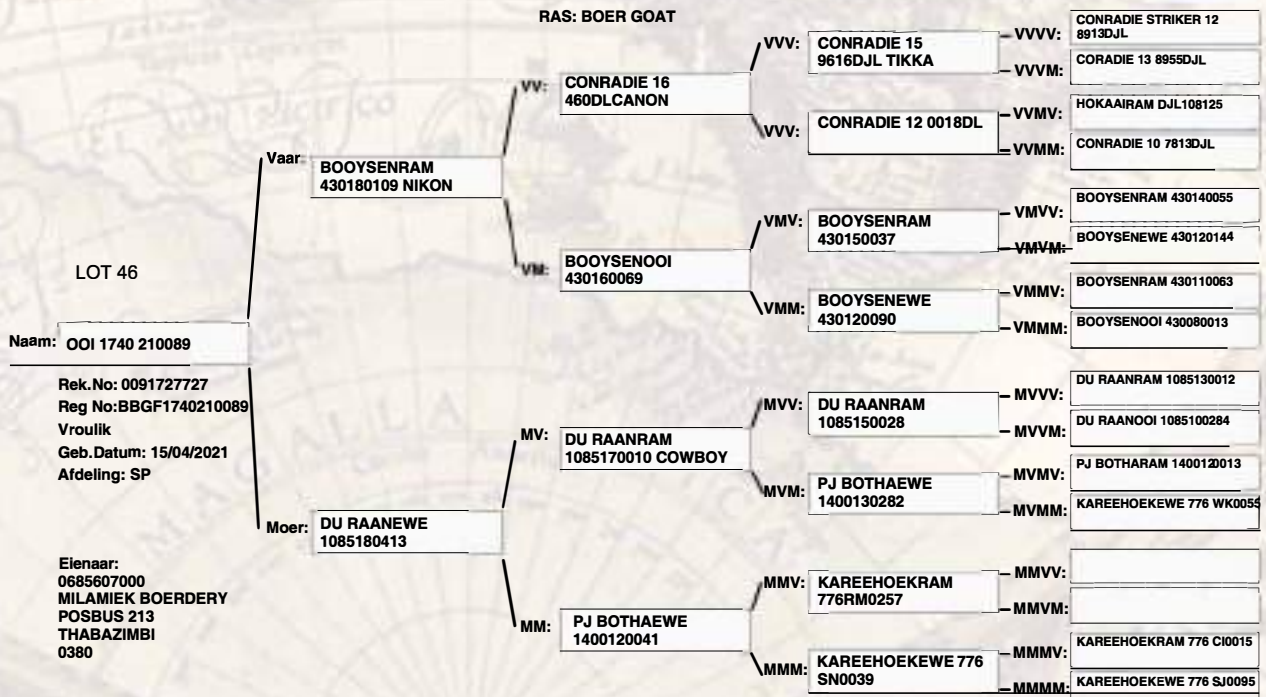 RAS: BOER GOAT
LOT 46
Naam: OOI 1740 210089
Rek.No: 0091727727
Reg No:BBGF1740210089
Vroulik
Geb.Datum: 15/04/2021
Afdeling: SP
Eienaar:
0685607000
MILAMIEK BOERDERY
POSBUS 213
THABAZIMBI
0380
Vaar: BOOYSENRAM
430180109 NIKON
Moer: DU RAANEWE
1085180413
VV: CONRADIE 16
460DLCANON
VM: BOOYSENOOI
430160069
MV: DU RAANRAM
1085170010 COWBOY
MM: PJ BOTHAEWE
1400120041
VVV: CONRADIE 15
9616DJL TIKKA
VVV: CONRADIE 12 0018DL
VMV: BOOYSENRAM
430150037
VMM: BOOYSENEWE
430120090
MVV: DU RAANRAM
1085150028
MVM: PJ BOTHAEWE
1400130282
MMV: KAREEHOEKRAM
776RM0257
MMM: KAREEHOEKEWE 776
SN0039
VVVV: CONRADIE STRIKER 12
8913DJL
VVVM: CORADIE 13 8955DJL
VVMV: HOKAAIRAM DJL108125
VVMM: CONRADIE 10 7813DJL
VMVV: BOOYSENRAM 430140055
VMVM: BOOYSENEWE 430120144
VMMV: BOOYSENRAM 430110063
VMMM: BOOYSENOOI 430080013
MVVV: DU RAANRAM 1085130012
MVVM: DU RAANOOI 1085100284
MVMV: PJ BOTHARAM 1400120013
MVMM: KAREEHOEKEWE 776 WK0055
MMVV:
MMVM:
MMMV: KAREEHOEKRAM 776 CI0015
MMMM: KAREEHOEKEWE 776 SJ0095